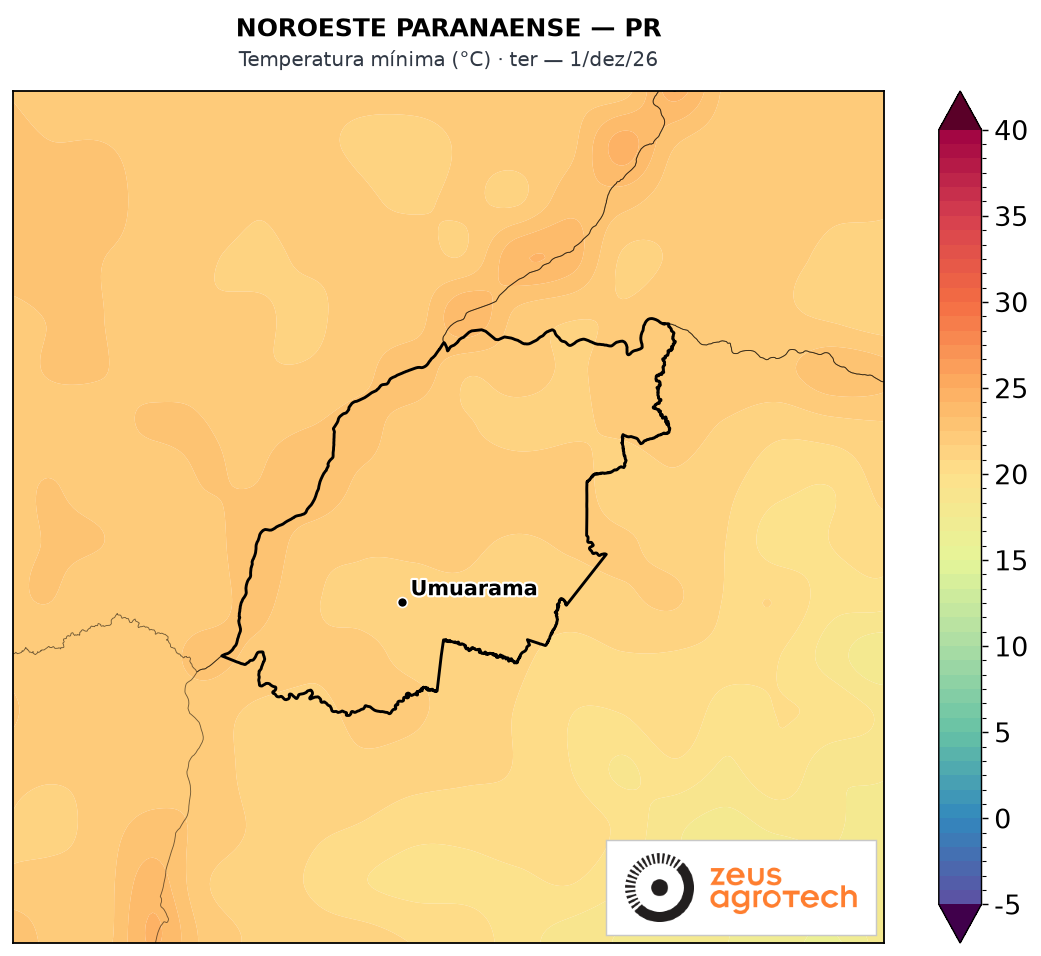 NOROESTE PARANAENSE — PR
Temperatura mínima (°C) · ter — 1/dez/26
40
35
30
25
20
15
10
5
0
-5
Umuarama
zeus
agrotech